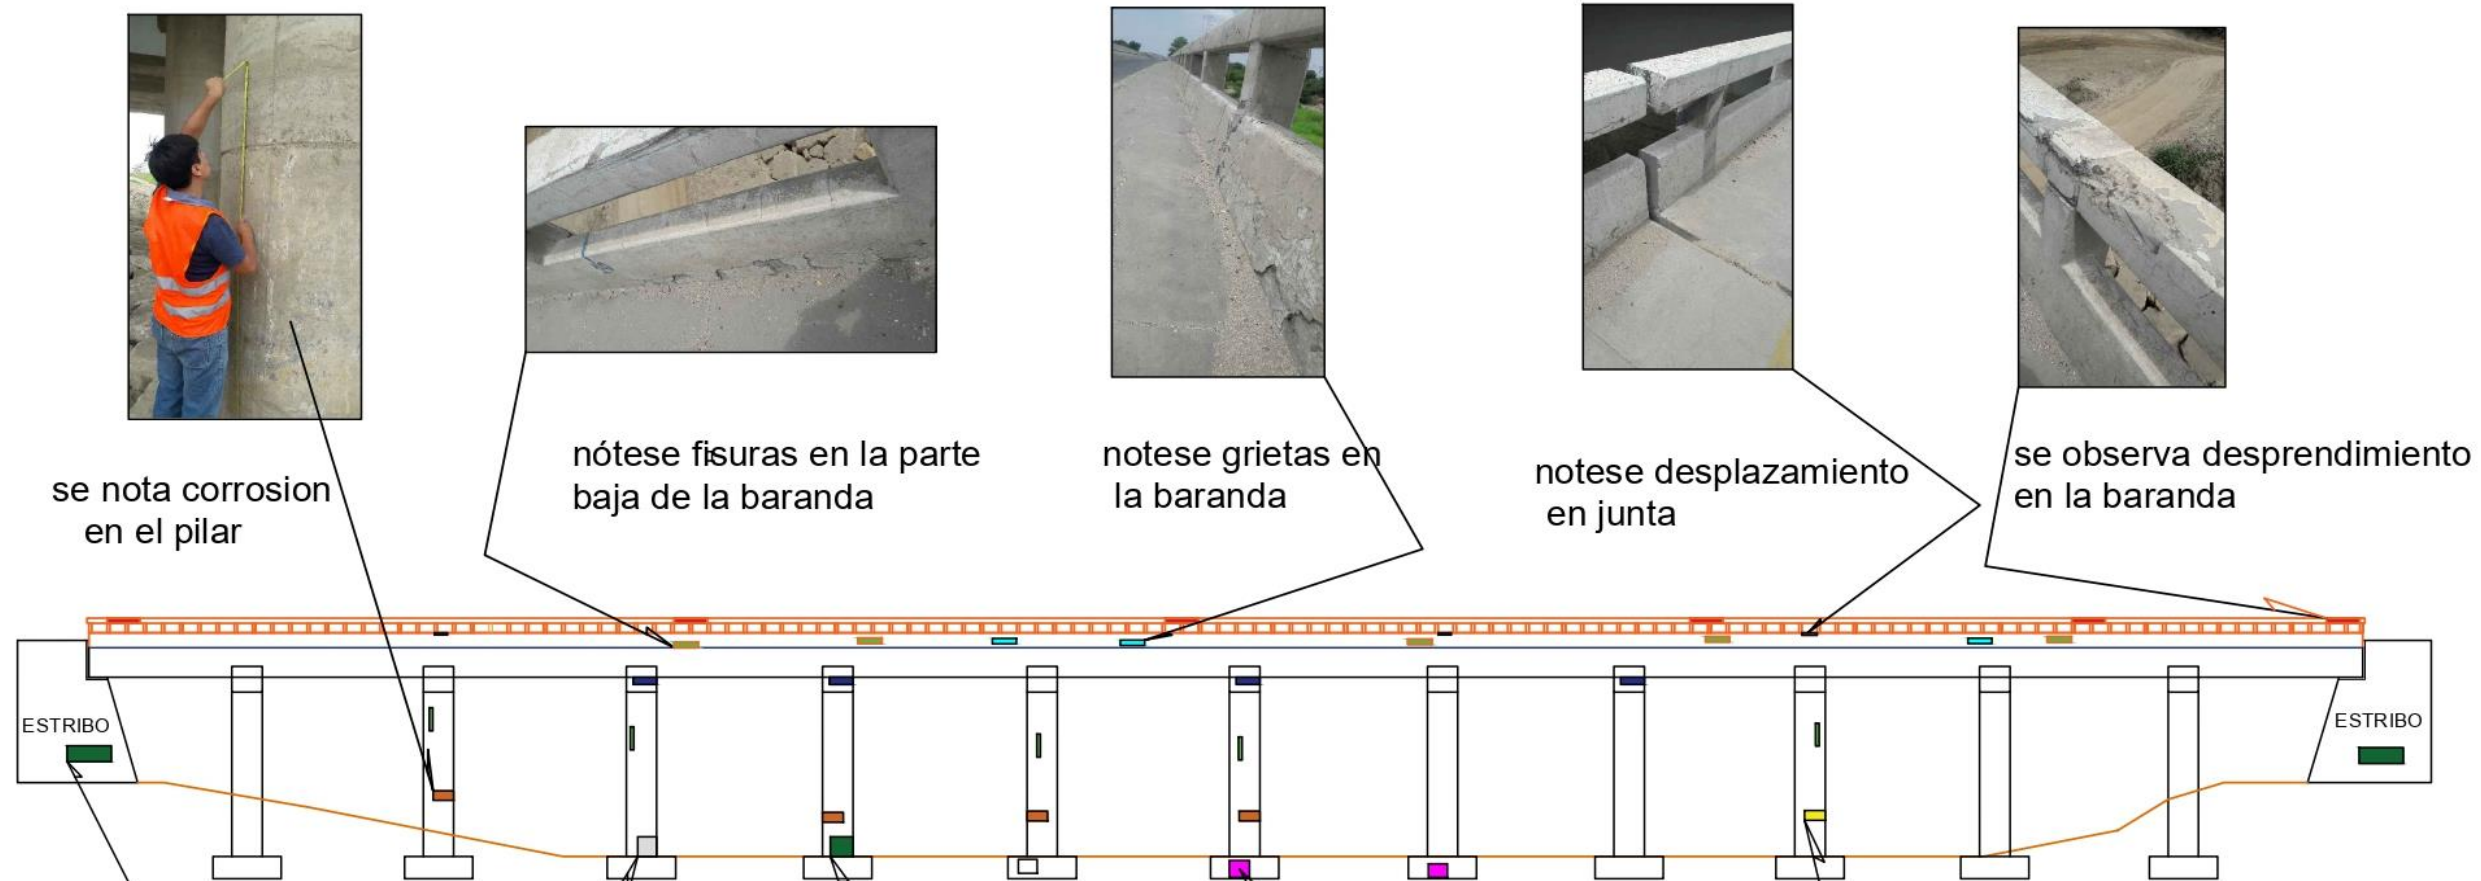 se nota corrosion
en el pilar
nótese fisuras en la parte
baja de la baranda
notese grietas en
la baranda
notese desplazamiento
en junta
se observa desprendimiento
en la baranda
ESTRIBO
ESTRIBO